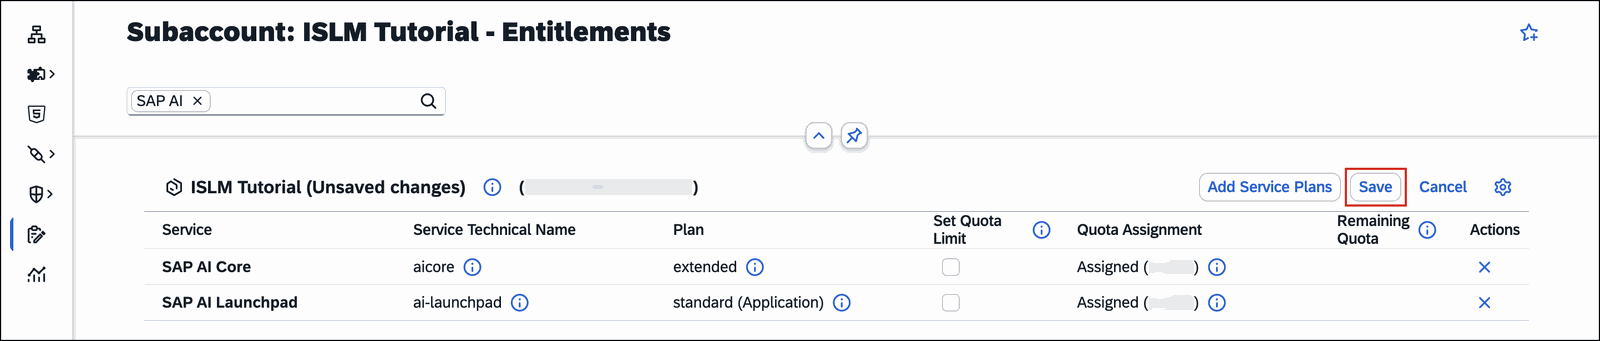 Subaccount: ISLM Tutorial - Entitlements
SAP AI
ISLM Tutorial (Unsaved changes) ( )
Add Service Plans Save Cancel
Service Service Technical Name Plan Set Quota Limit Quota Assignment Remaining Quota Actions
SAP AI Core aicore extended Assigned ( )
SAP AI Launchpad ai-launchpad standard (Application) Assigned ( )